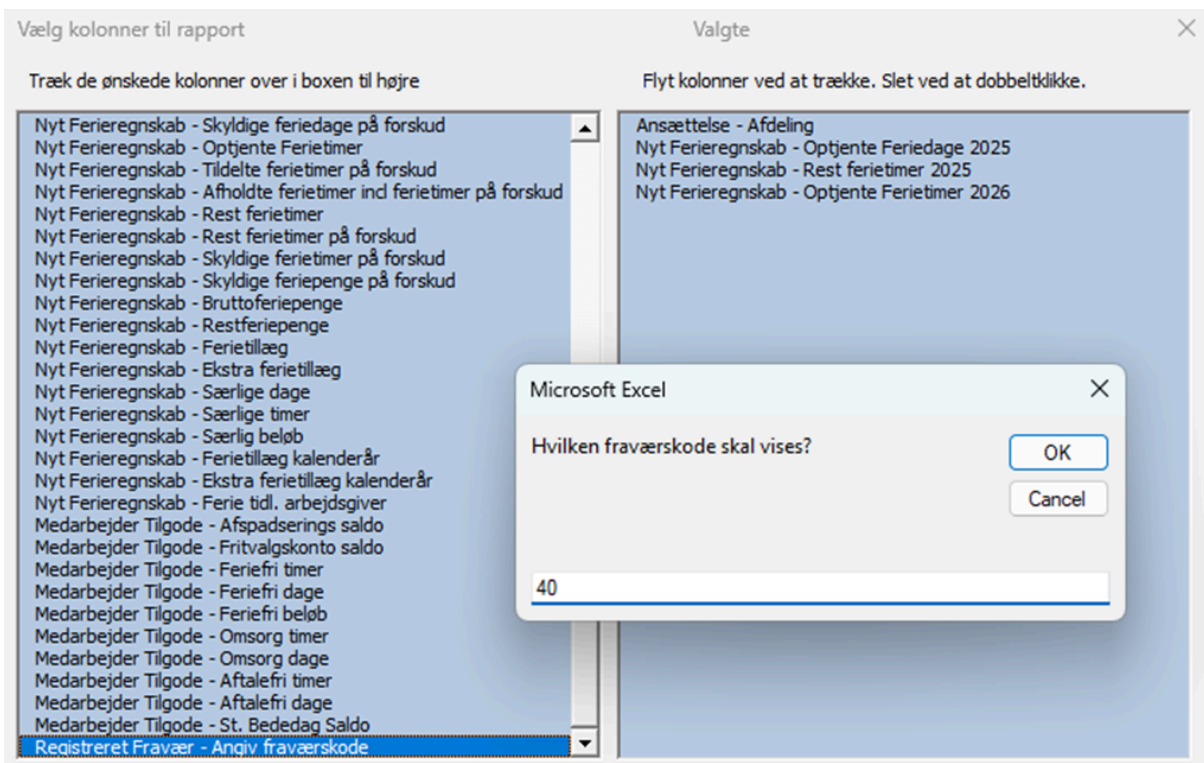 Vælg kolonner til rapport
Valgte
Træk de ønskede kolonner over i boxen til højre
Flyt kolonner ved at trække. Slet ved at dobbeltklikke.
Nyt Ferieregnskab - Skyldige feriedage på forskud
Nyt Ferieregnskab - Optjente Ferietimer
Nyt Ferieregnskab - Tildelte ferietimer på forskud
Nyt Ferieregnskab - Afholdte ferietimer incl ferietimer på forskud
Nyt Ferieregnskab - Rest ferietimer
Nyt Ferieregnskab - Rest ferietimer på forskud
Nyt Ferieregnskab - Skyldige ferietimer på forskud
Nyt Ferieregnskab - Skyldige feriepenge på forskud
Nyt Ferieregnskab - Bruttoferiepenge
Nyt Ferieregnskab - Restferiepenge
Nyt Ferieregnskab - Ferietillæg
Nyt Ferieregnskab - Ekstra ferietillæg
Nyt Ferieregnskab - Særlige dage
Nyt Ferieregnskab - Særlige timer
Nyt Ferieregnskab - Særlig beløb
Nyt Ferieregnskab - Ferietillæg kalenderår
Nyt Ferieregnskab - Ekstra ferietillæg kalenderår
Nyt Ferieregnskab - Ferie tidl. arbejdsgiver
Medarbejder Tilgode - Afspadserings saldo
Medarbejder Tilgode - Fritvalgskonto saldo
Medarbejder Tilgode - Feriefri timer
Medarbejder Tilgode - Feriefri dage
Medarbejder Tilgode - Feriefri beløb
Medarbejder Tilgode - Omsorg timer
Medarbejder Tilgode - Omsorg dage
Medarbejder Tilgode - Aftalefri timer
Medarbejder Tilgode - Aftalefri dage
Medarbejder Tilgode - St. Bededag Saldo
Registreret Fravær - Angiv fraværskode
Ansættelse - Afdeling
Nyt Ferieregnskab - Optjente Feriedage 2025
Nyt Ferieregnskab - Rest ferietimer 2025
Nyt Ferieregnskab - Optjente Ferietimer 2026
Microsoft Excel
Hvilken fraværskode skal vises?
OK
Cancel
40